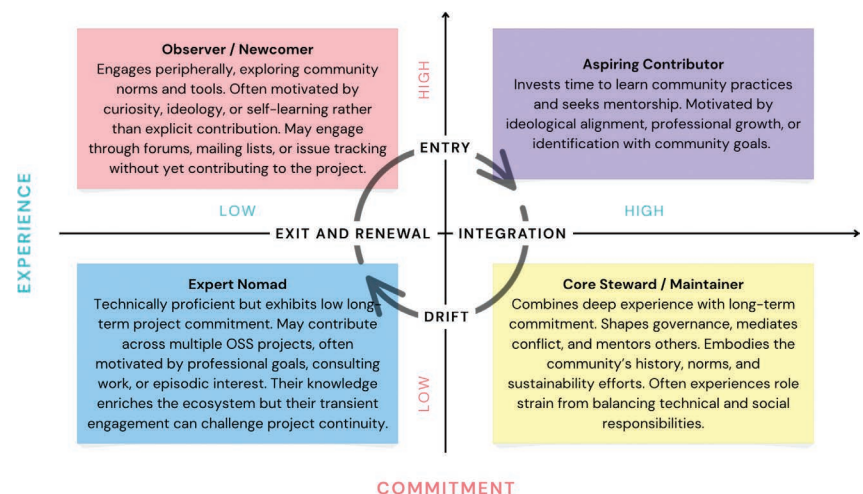 Observer / Newcomer
Engages peripherally, exploring community
norms and tools. Often motivated by
curiosity, ideology, or self-learning rather
than explicit contribution. May engage
through forums, mailing lists, or issue tracking
without yet contributing to the project.
HIGH
Aspiring Contributor
Invests time to learn community practices
and seeks mentorship. Motivated by
ideological alignment, professional growth, or
identification with community goals.
ENTRY
EXPERIENCE
LOW
HIGH
EXIT AND RENEWAL
INTEGRATION
Expert Nomad
Technically proficient but exhibits low long-
term project commitment. May contribute
across multiple OSS projects, often
motivated by professional goals, consulting
work, or episodic interest. Their knowledge
enriches the ecosystem but their transient
engagement can challenge project continuity.
DRIFT
LOW
Core Steward / Maintainer
Combines deep experience with long-term
commitment. Shapes governance, mediates
conflict, and mentors others. Embodies the
community's history, norms, and
sustainability efforts. Often experiences role
strain from balancing technical and social
responsibilities.
COMMITMENT